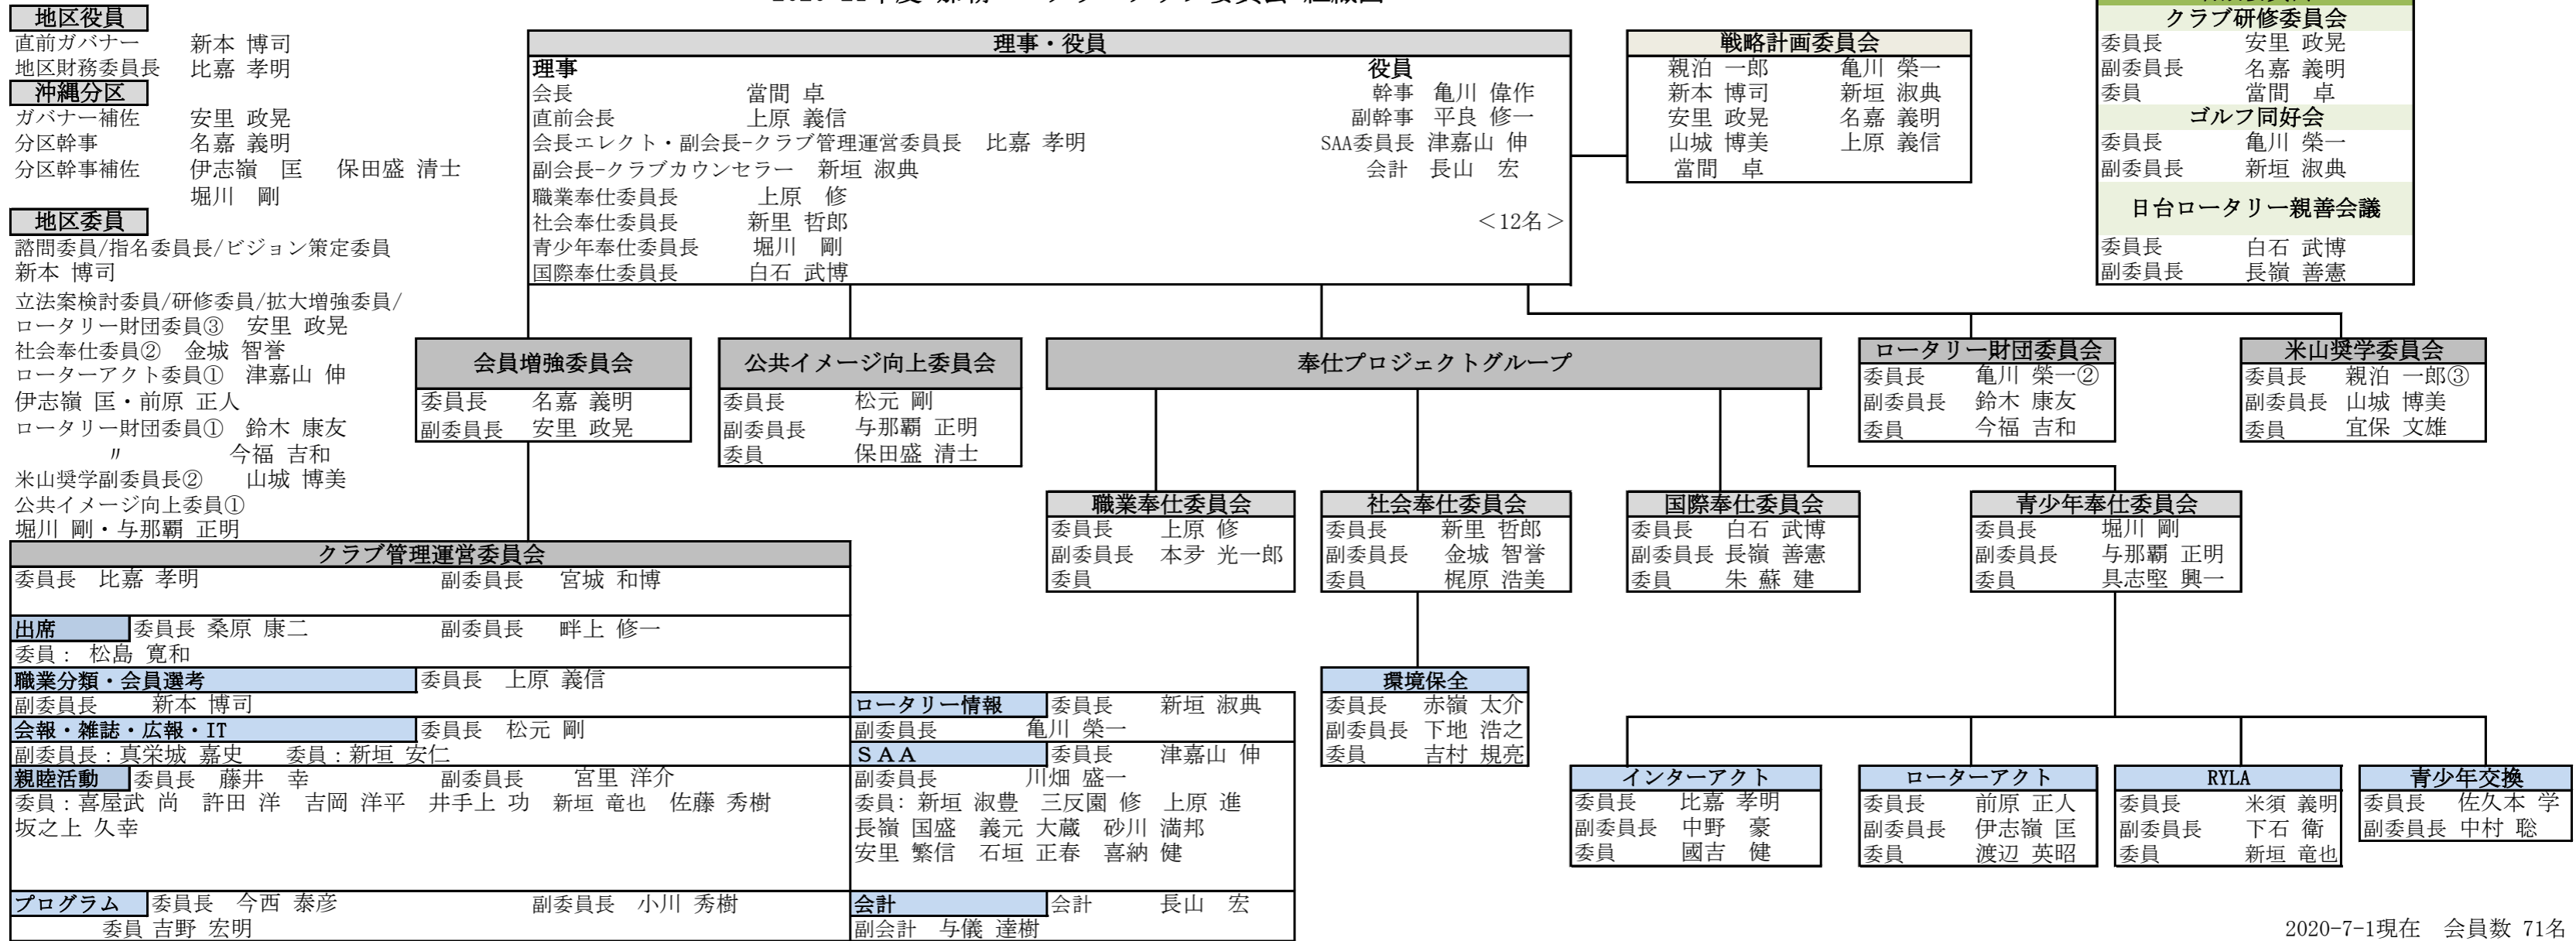 地区役員
直前ガバナー 新本 博司
地区財務委員長 比嘉 孝明
沖縄分区
ガバナー補佐 安里 政晃
分区幹事 名嘉 義明
分区幹事補佐 伊志嶺 匡 保田盛 清士
堀川 剛
地区委員
諮問委員/指名委員長/ビジョン策定委員
新本 博司
立法案検討委員/研修委員/拡大増強委員/
ロータリー財団委員③ 安里 政晃
社会奉仕委員② 金城 智誉
ローターアクト委員① 津嘉山 伸
伊志嶺 匡・前原 正人
ロータリー財団委員① 鈴木 康友
〃 今福 吉和
米山奨学副委員長② 山城 博美
公共イメージ向上委員①
堀川 剛・与那覇 正明
理事・役員
理事
会長 當間 卓
直前会長 上原 義信
会長エレクト・副会長-クラブ管理運営委員長 比嘉 孝明
副会長-クラブカウンセラー 新垣 淑典
職業奉仕委員長 上原 修
社会奉仕委員長 新里 哲郎
青少年奉仕委員長 堀川 剛
国際奉仕委員長 白石 武博
役員
幹事 亀川 偉作
副幹事 平良 修一
SAA委員長 津嘉山 伸
会計 長山 宏
＜12名＞
戦略計画委員会
親泊 一郎 亀川 榮一
新本 博司 新垣 淑典
安里 政晃 名嘉 義明
山城 博美 上原 義信
當間 卓
クラブ研修委員会
委員長 安里 政晃
副委員長 名嘉 義明
委員 當間 卓
ゴルフ同好会
委員長 亀川 榮一
副委員長 新垣 淑典
日台ロータリー親善会議
委員長 白石 武博
副委員長 長嶺 善憲
会員増強委員会
委員長 名嘉 義明
副委員長 安里 政晃
公共イメージ向上委員会
委員長 松元 剛
副委員長 与那覇 正明
委員 保田盛 清士
奉仕プロジェクトグループ
ロータリー財団委員会
委員長 亀川 榮一②
副委員長 鈴木 康友
委員 今福 吉和
米山奨学委員会
委員長 親泊 一郎③
副委員長 山城 博美
委員 宜保 文雄
職業奉仕委員会
委員長 上原 修
副委員長 本㝵 光一郎
委員
社会奉仕委員会
委員長 新里 哲郎
副委員長 金城 智誉
委員 梶原 浩美
国際奉仕委員会
委員長 白石 武博
副委員長 長嶺 善憲
委員 朱 蘇 建
青少年奉仕委員会
委員長 堀川 剛
副委員長 与那覇 正明
委員 具志堅 興一
クラブ管理運営委員会
委員長 比嘉 孝明 副委員長 宮城 和博
出席 委員長 桑原 康二 副委員長 畔上 修一
委員： 松島 寛和
職業分類・会員選考 委員長 上原 義信
副委員長 新本 博司
会報・雑誌・広報・IT 委員長 松元 剛
副委員長：真栄城 嘉史 委員：新垣 安仁
親睦活動 委員長 藤井 幸 副委員長 宮里 洋介
委員：喜屋武 尚 許田 洋 吉岡 洋平 井手上 功 新垣 竜也 佐藤 秀樹
坂之上 久幸
プログラム 委員長 今西 泰彦 副委員長 小川 秀樹
委員 吉野 宏明
ロータリー情報 委員長 新垣 淑典
副委員長 亀川 榮一
ＳＡＡ 委員長 津嘉山 伸
副委員長 川畑 盛一
委員: 新垣 淑豊 三反園 修 上原 進
長嶺 国盛 義元 大蔵 砂川 満邦
安里 繁信 石垣 正春 喜納 健
会計 会計 長山 宏
副会計 与儀 達樹
環境保全
委員長 赤嶺 太介
副委員長 下地 浩之
委員 吉村 規亮
インターアクト
委員長 比嘉 孝明
副委員長 中野 豪
委員 國吉 健
ローターアクト
委員長 前原 正人
副委員長 伊志嶺 匡
委員 渡辺 英昭
RYLA
委員長 米須 義明
副委員長 下石 衛
委員 新垣 竜也
青少年交換
委員長 佐久本 学
副委員長 中村 聡
2020-7-1現在 会員数 71名